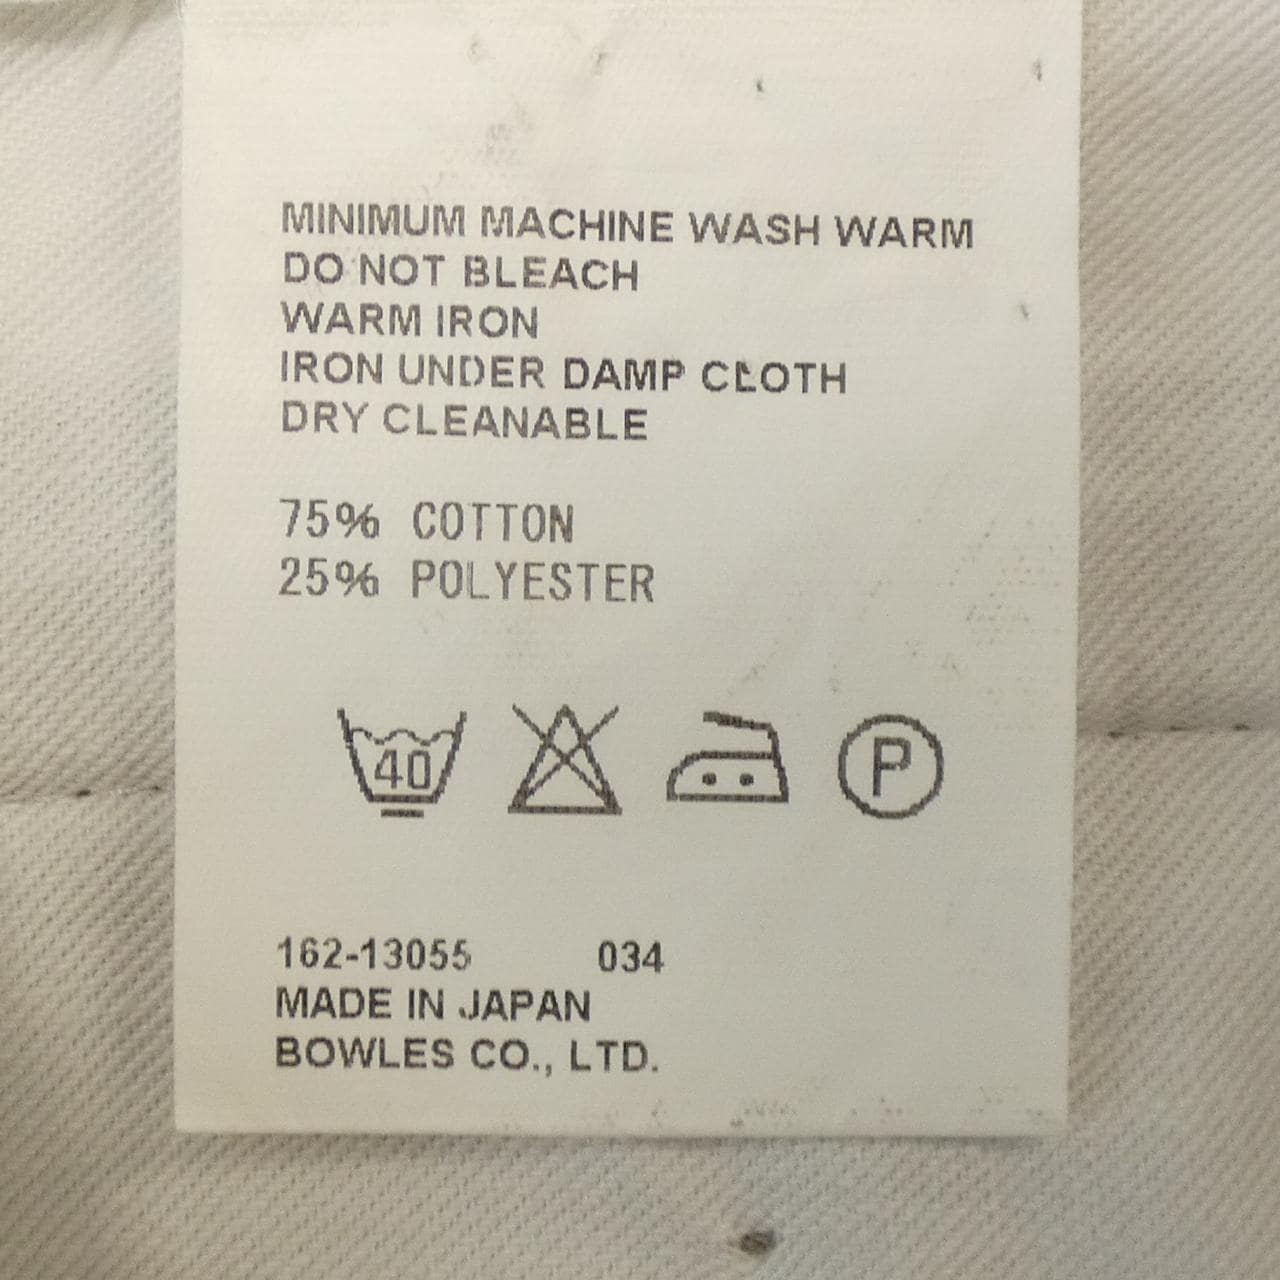 MINIMUM MACHINE WASH WARM
DO NOT BLEACH
WARM IRON
IRON UNDER DAMP CLOTH
DRY CLEANABLE
75% COTTON
25% POLYESTER
40
P
162-13055 034
MADE IN JAPAN
BOWLES CO., LTD.